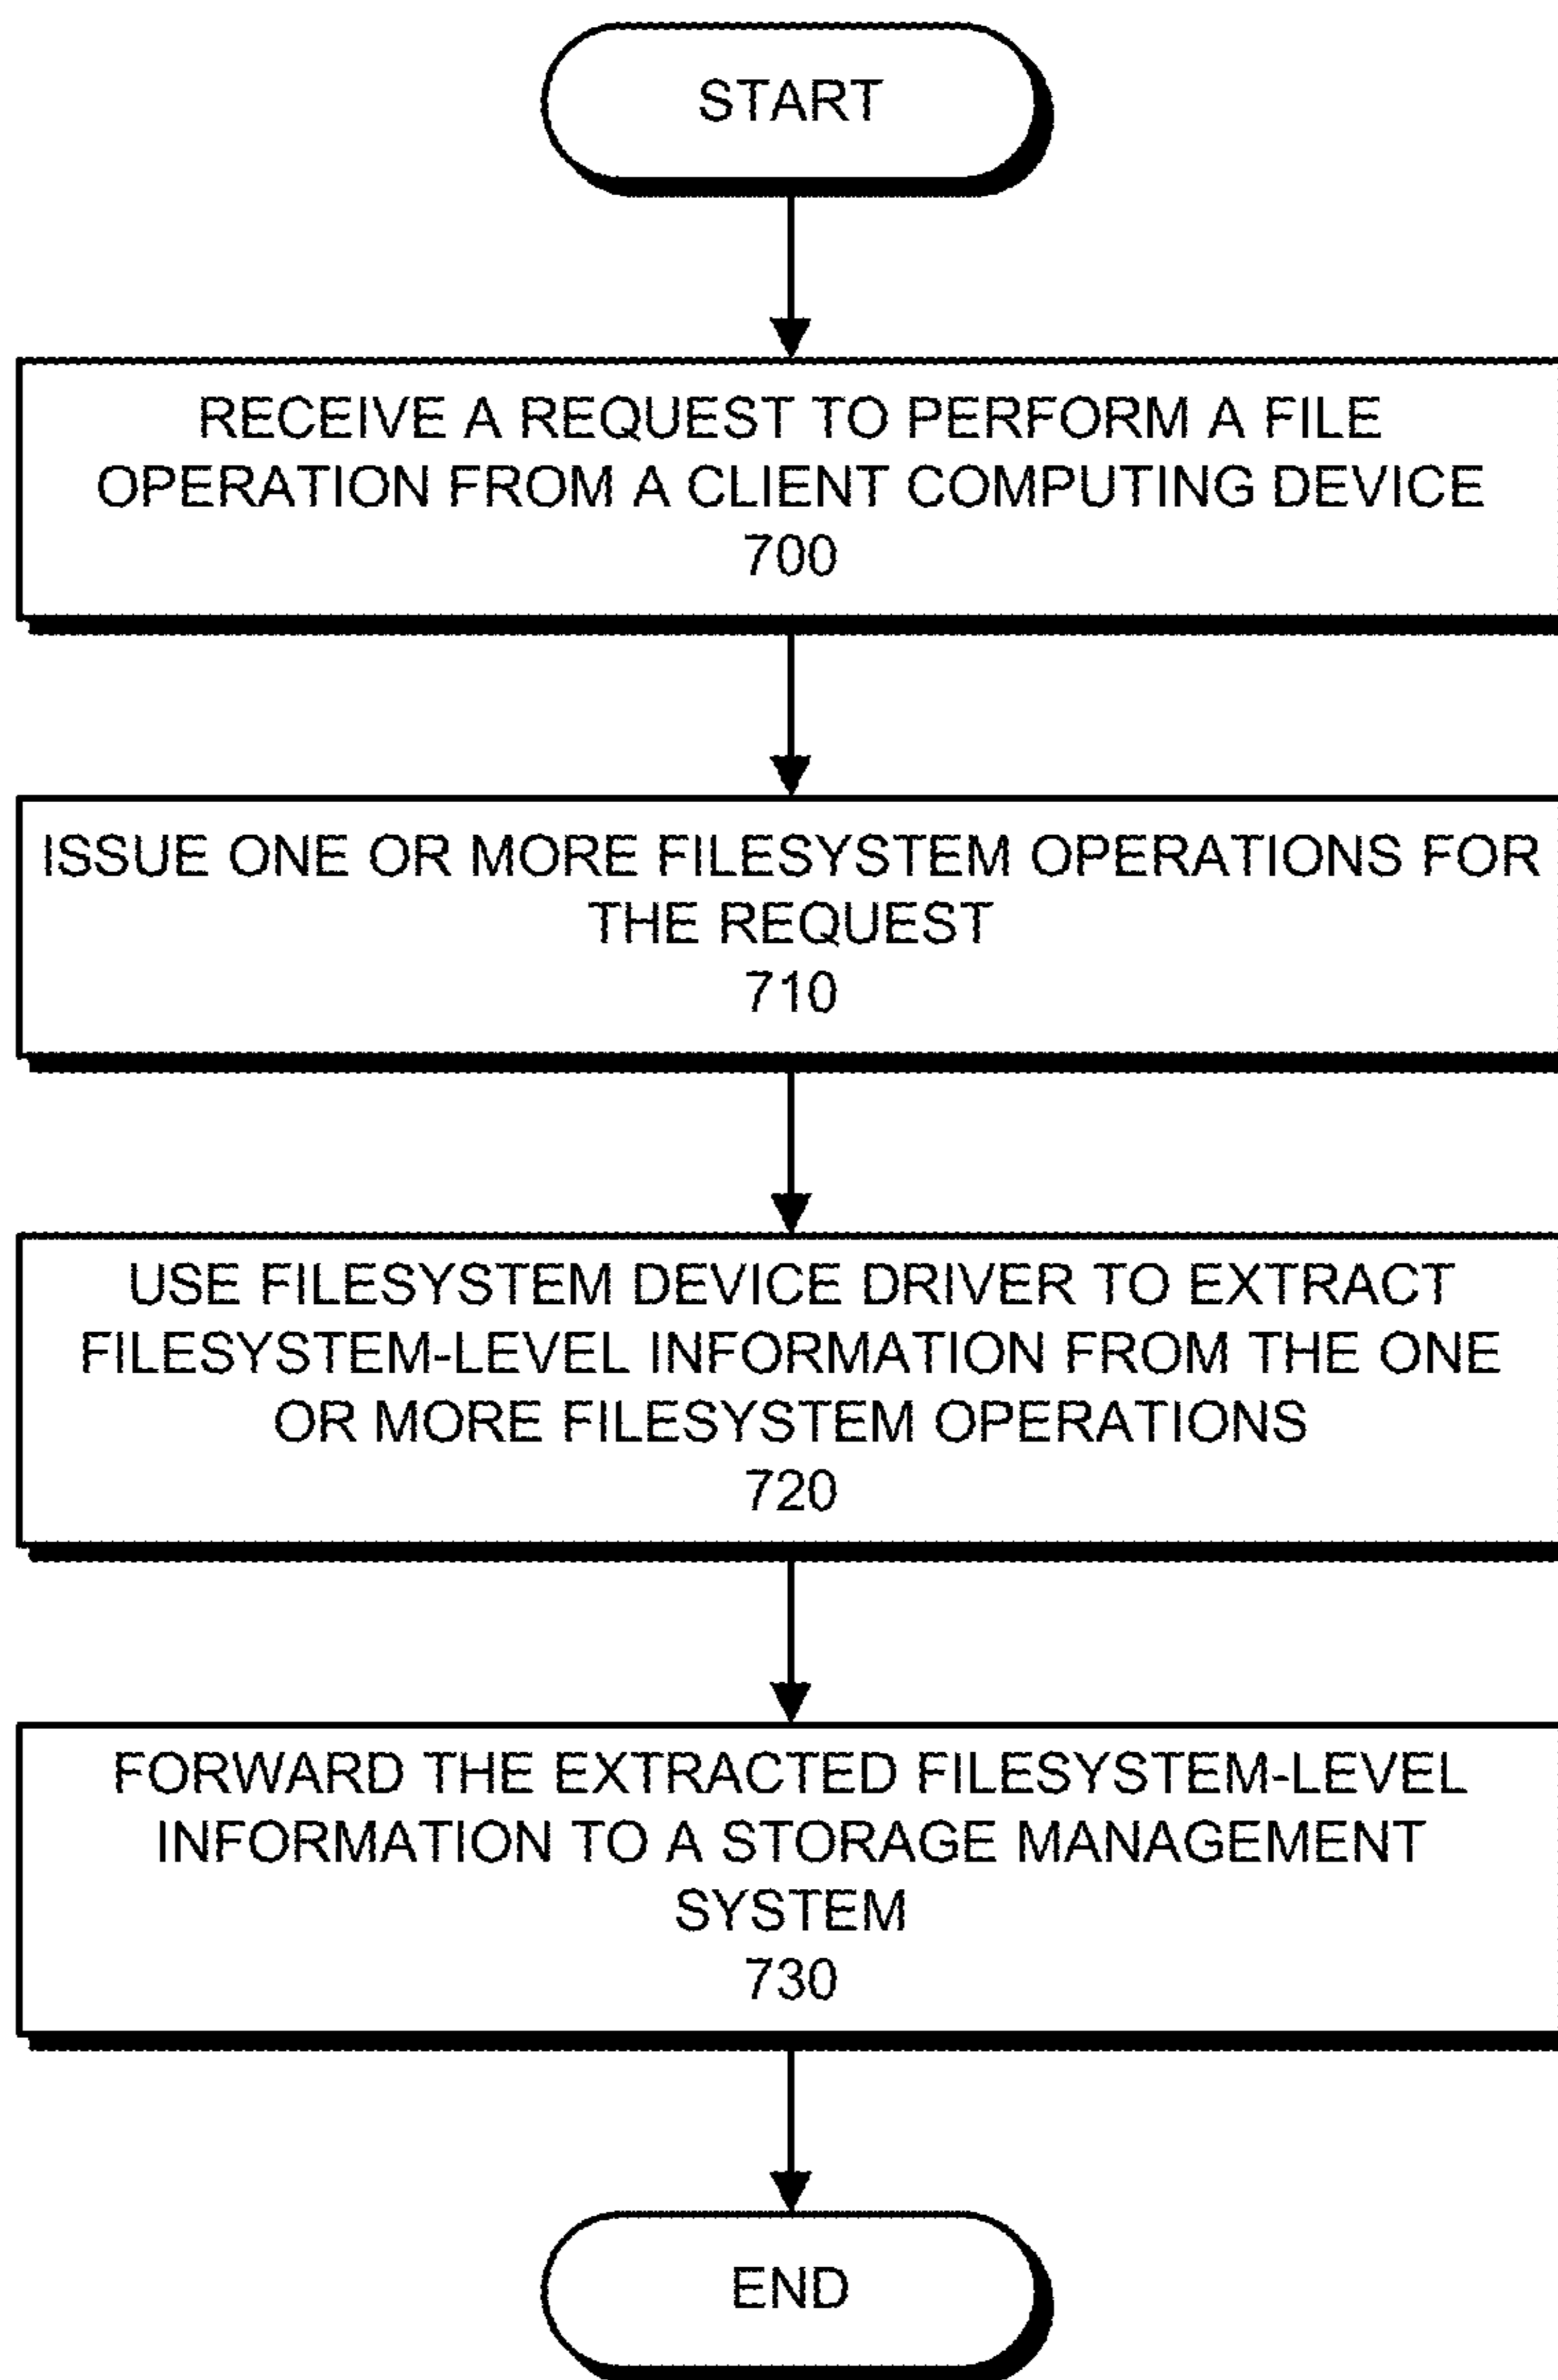 START
RECEIVE A REQUEST TO PERFORM A FILE
OPERATION FROM A CLIENT COMPUTING DEVICE
700
ISSUE ONE OR MORE FILESYSTEM OPERATIONS FOR
THE REQUEST
710
USE FILESYSTEM DEVICE DRIVER TO EXTRACT
FILESYSTEM-LEVEL INFORMATION FROM THE ONE
OR MORE FILESYSTEM OPERATIONS
720
FORWARD THE EXTRACTED FILESYSTEM-LEVEL
INFORMATION TO A STORAGE MANAGEMENT
SYSTEM
730
END